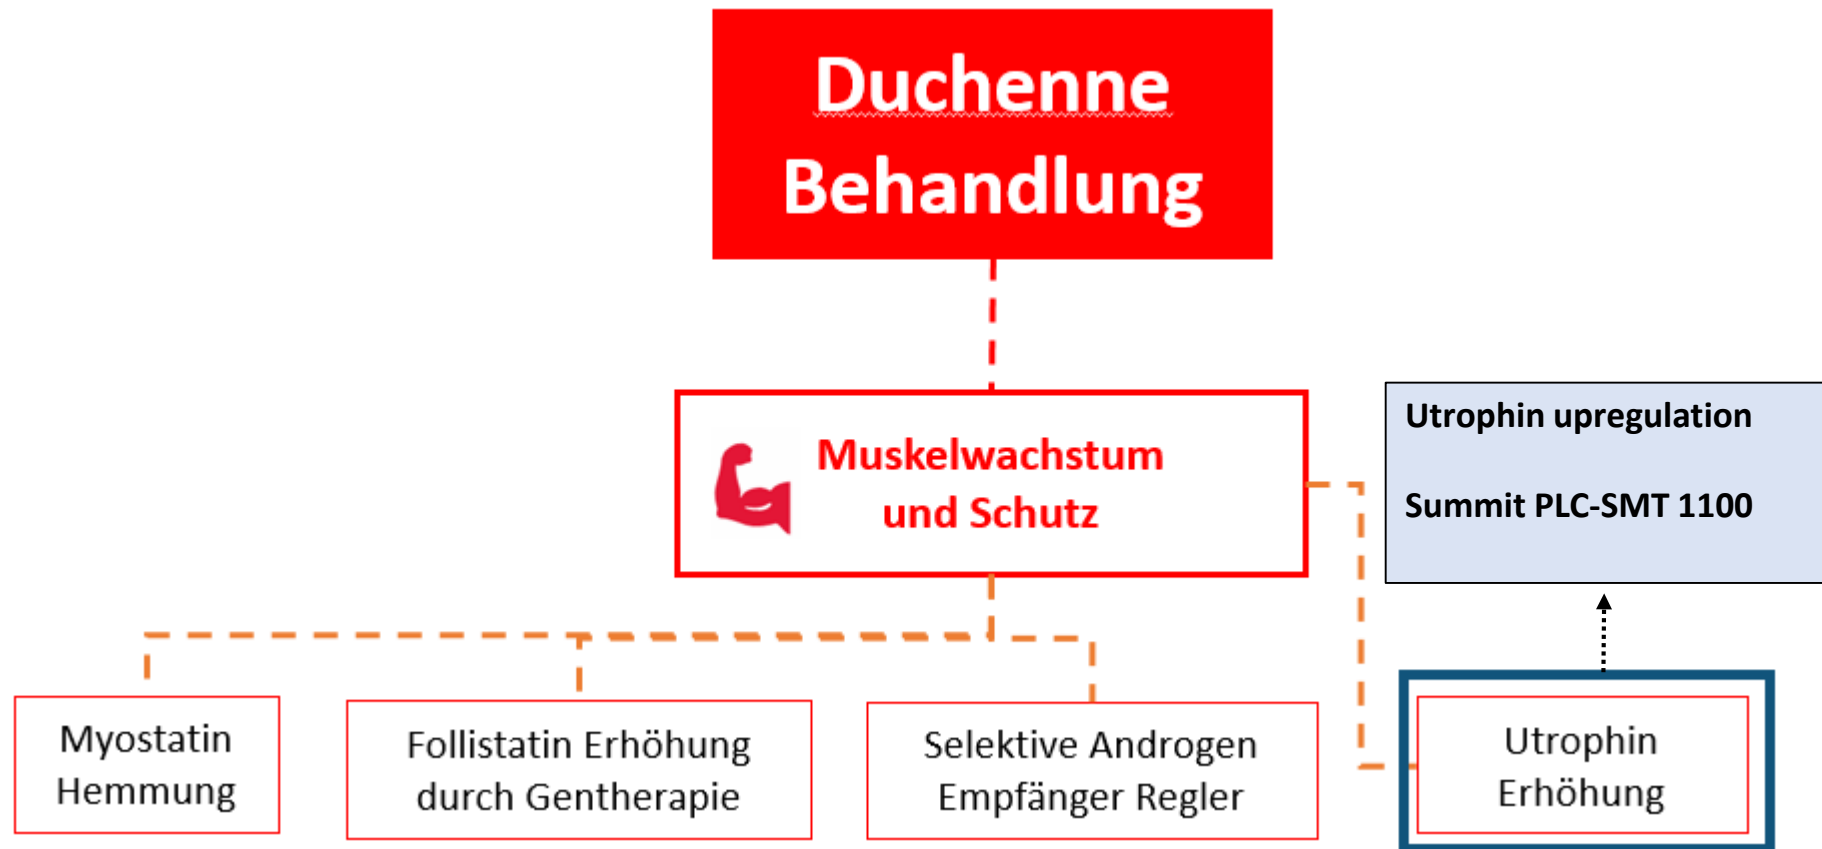 Duchenne
Behandlung
Muskelwachstum
und Schutz
Utrophin upregulation
Summit PLC-SMT 1100
Myostatin
Hemmung
Follistatin Erhöhung
durch Gentherapie
Selektive Androgen
Empfänger Regler
Utrophin
Erhöhung